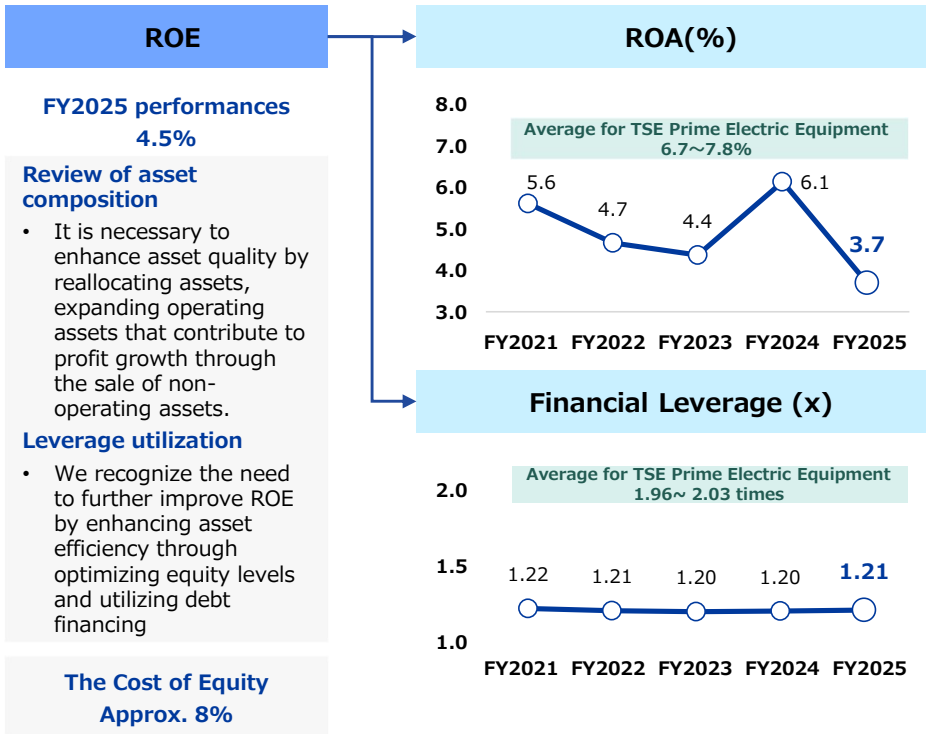 ROE
FY2025 performances
4.5%
Review of asset
composition
• It is necessary to
enhance asset quality by
reallocating assets,
expanding operating
assets that contribute to
profit growth through
the sale of non-
operating assets.
Leverage utilization
• We recognize the need
to further improve ROE
by enhancing asset
efficiency through
optimizing equity levels
and utilizing debt
financing
The Cost of Equity
Approx. 8%
ROA(%)
8.0
Average for TSE Prime Electric Equipment
6.7～7.8%
7.0
6.0
5.0
4.0
3.0
5.6
4.7
4.4
6.1
3.7
FY2021 FY2022 FY2023 FY2024 FY2025
Financial Leverage (x)
Average for TSE Prime Electric Equipment
1.96~ 2.03 times
2.0
1.5
1.0
1.22
1.21
1.20
1.20
1.21
FY2021 FY2022 FY2023 FY2024 FY2025